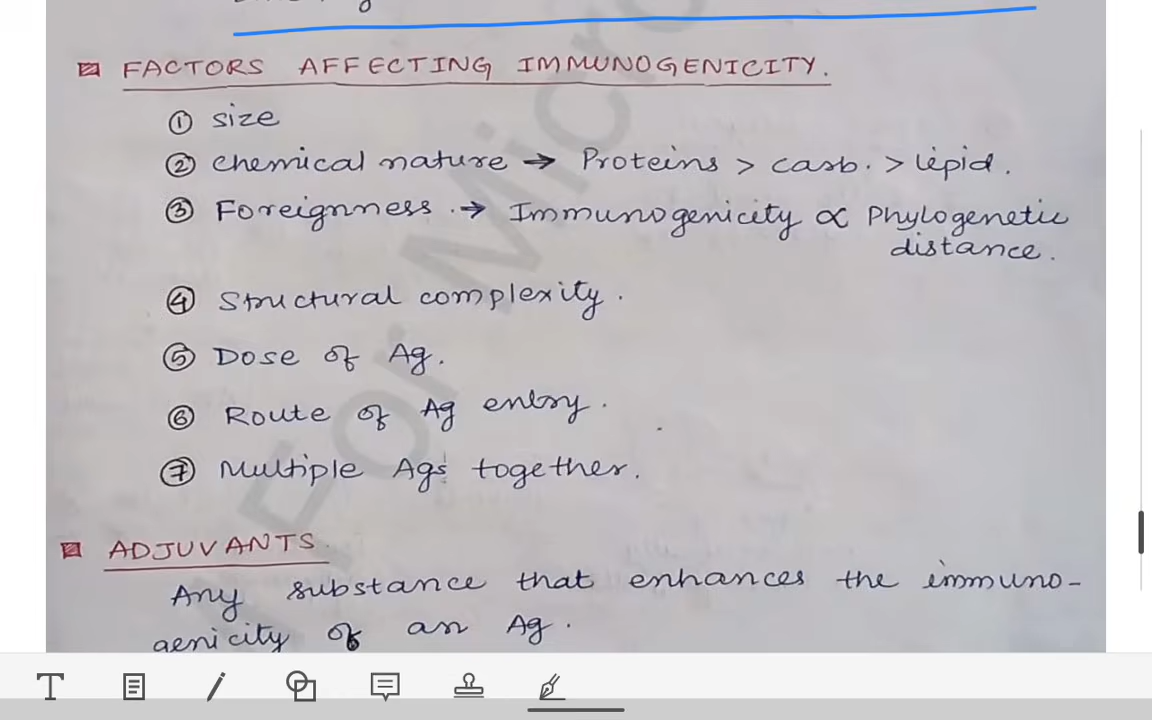 FACTORS AFFECTING IMMUNOGENICITY.
① size
② chemical nature → Proteins > carb. > lipid.
③ Foreignness. → Immunogenicity ∝ Phylogenetic
distance.
④ Structural complexity.
⑤ Dose of Ag.
⑥ Route of Ag entry.
⑦ Multiple Ags together.
ADJUVANTS.
Any substance that enhances the immuno-
genicity of an Ag.
For Micro